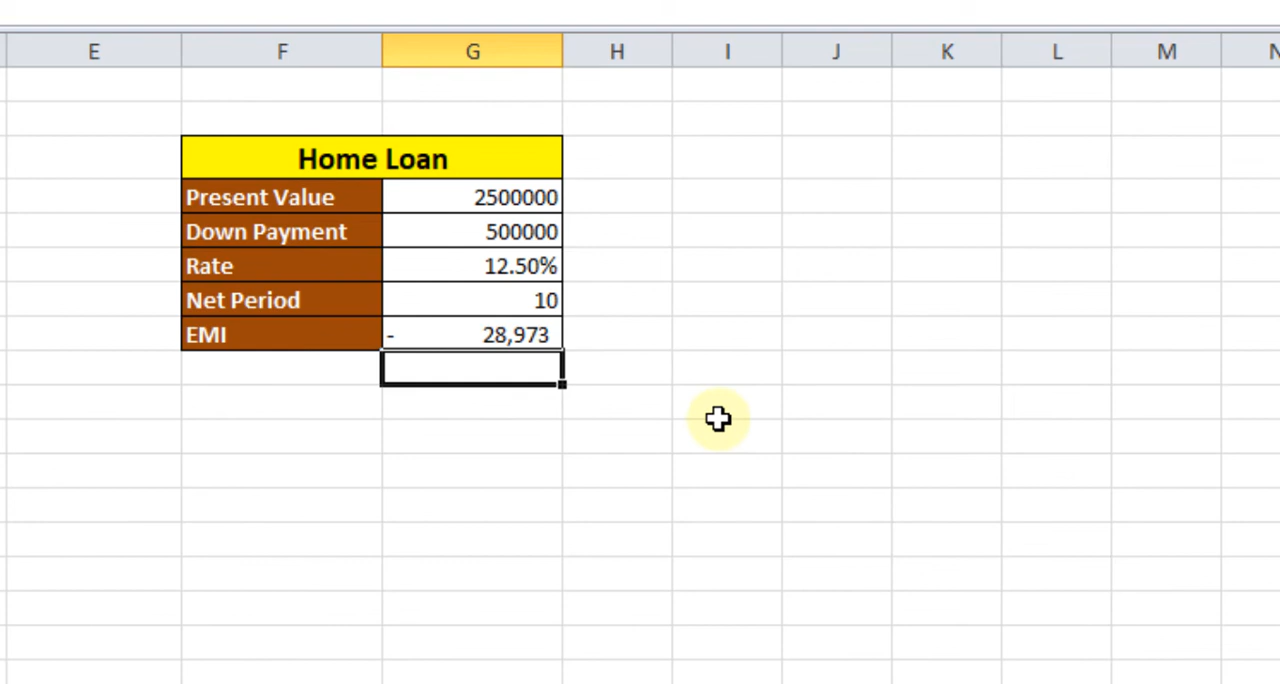 E F G H I J K L M N
Home Loan
Present Value 2500000
Down Payment 500000
Rate 12.50%
Net Period 10
EMI - 28,973